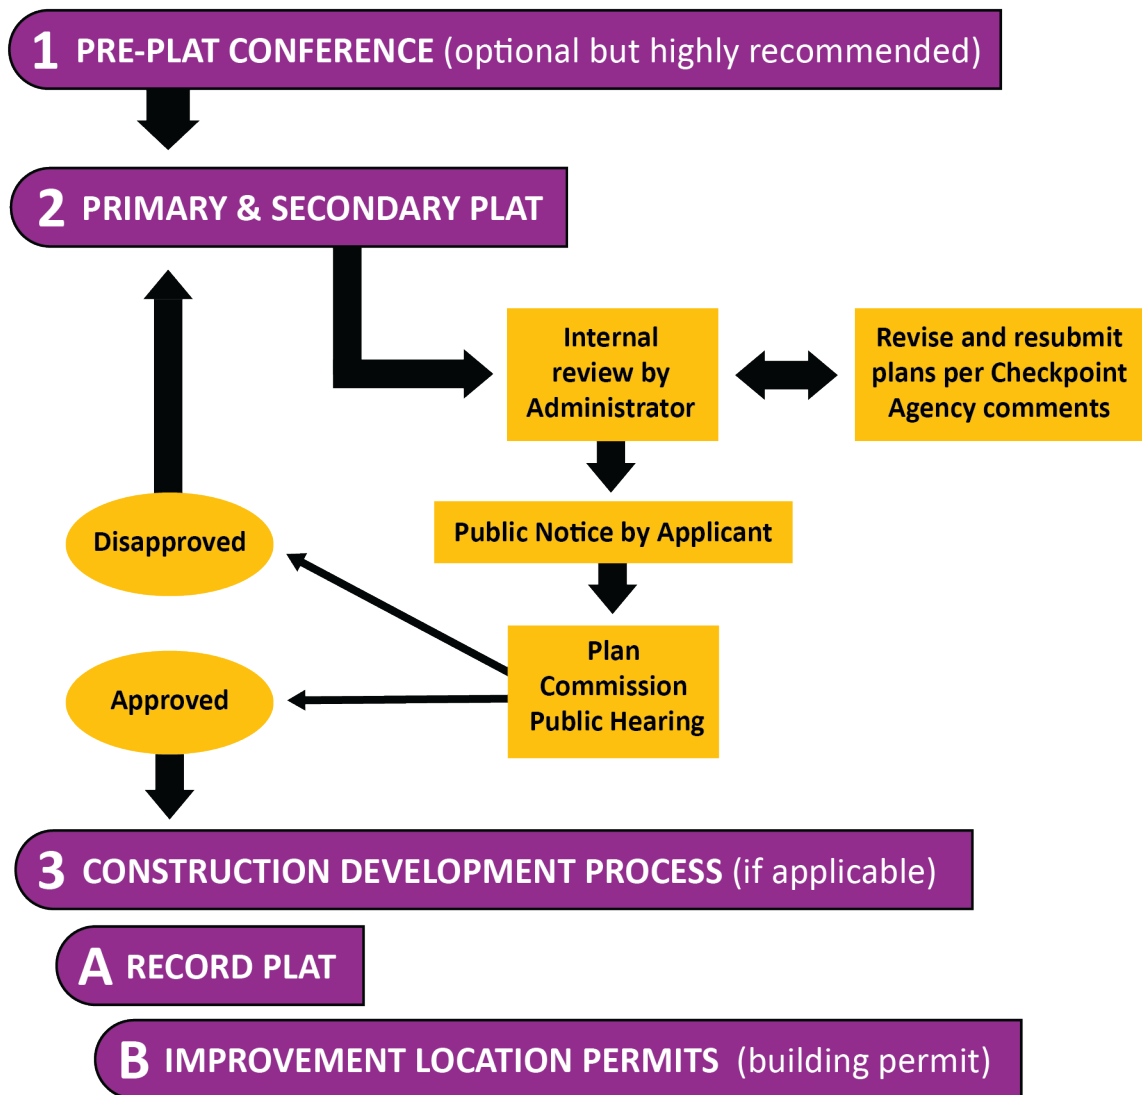 1 PRE-PLAT CONFERENCE (optional but highly recommended)
2 PRIMARY & SECONDARY PLAT
Internal
review by
Administrator
Revise and resubmit
plans per Checkpoint
Agency comments
Public Notice by Applicant
Disapproved
Plan
Commission
Public Hearing
Approved
3 CONSTRUCTION DEVELOPMENT PROCESS (if applicable)
A RECORD PLAT
B IMPROVEMENT LOCATION PERMITS (building permit)